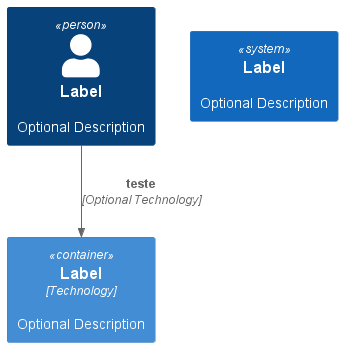 «person»
Label
Optional Description
«system»
Label
Optional Description
teste
[Optional Technology]
«container»
Label
[Technology]
Optional Description